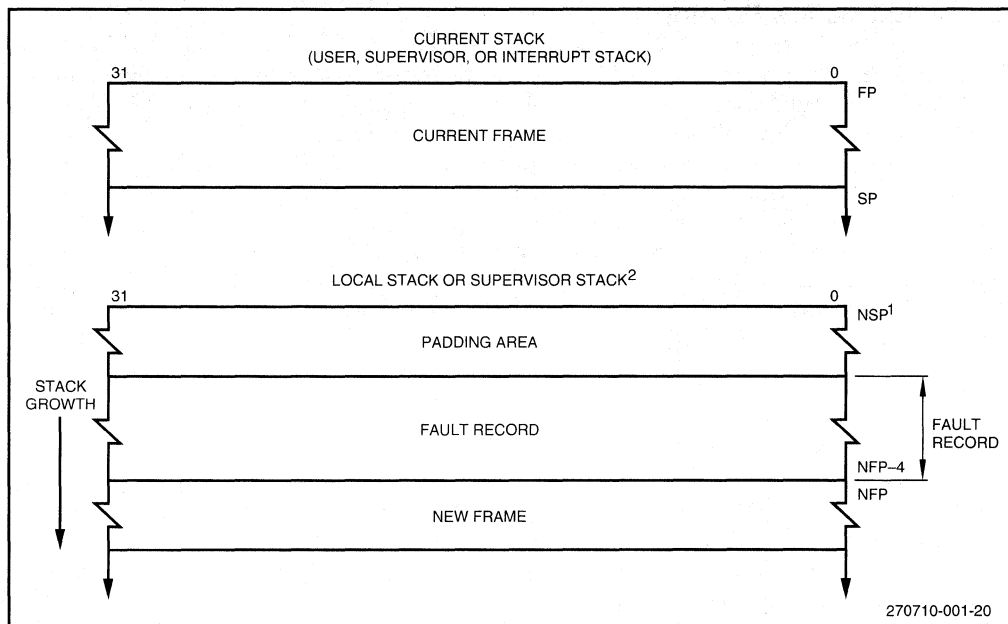 CURRENT STACK
(USER, SUPERVISOR, OR INTERRUPT STACK)
31
0
FP
CURRENT FRAME
SP
LOCAL STACK OR SUPERVISOR STACK2
31
0
NSP1
PADDING AREA
STACK
GROWTH
FAULT RECORD
FAULT
RECORD
NFP–4
NFP
NEW FRAME
270710-001-20